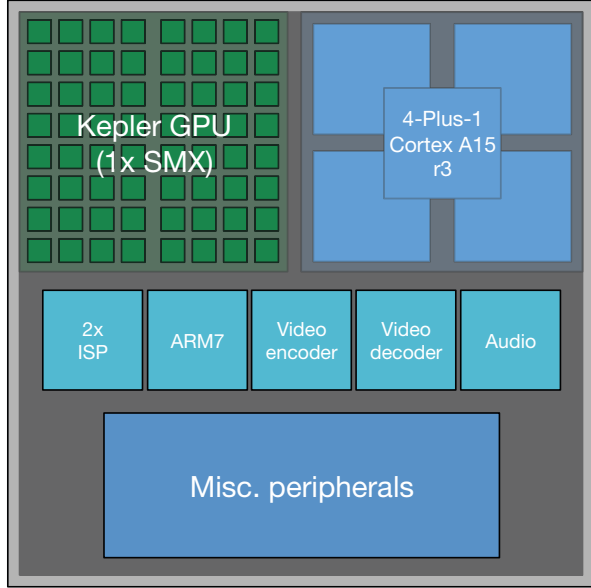 Kepler GPU
(1x SMX)
4-Plus-1
Cortex A15
r3
2x
ISP
ARM7
Video
encoder
Video
decoder
Audio
Misc. peripherals